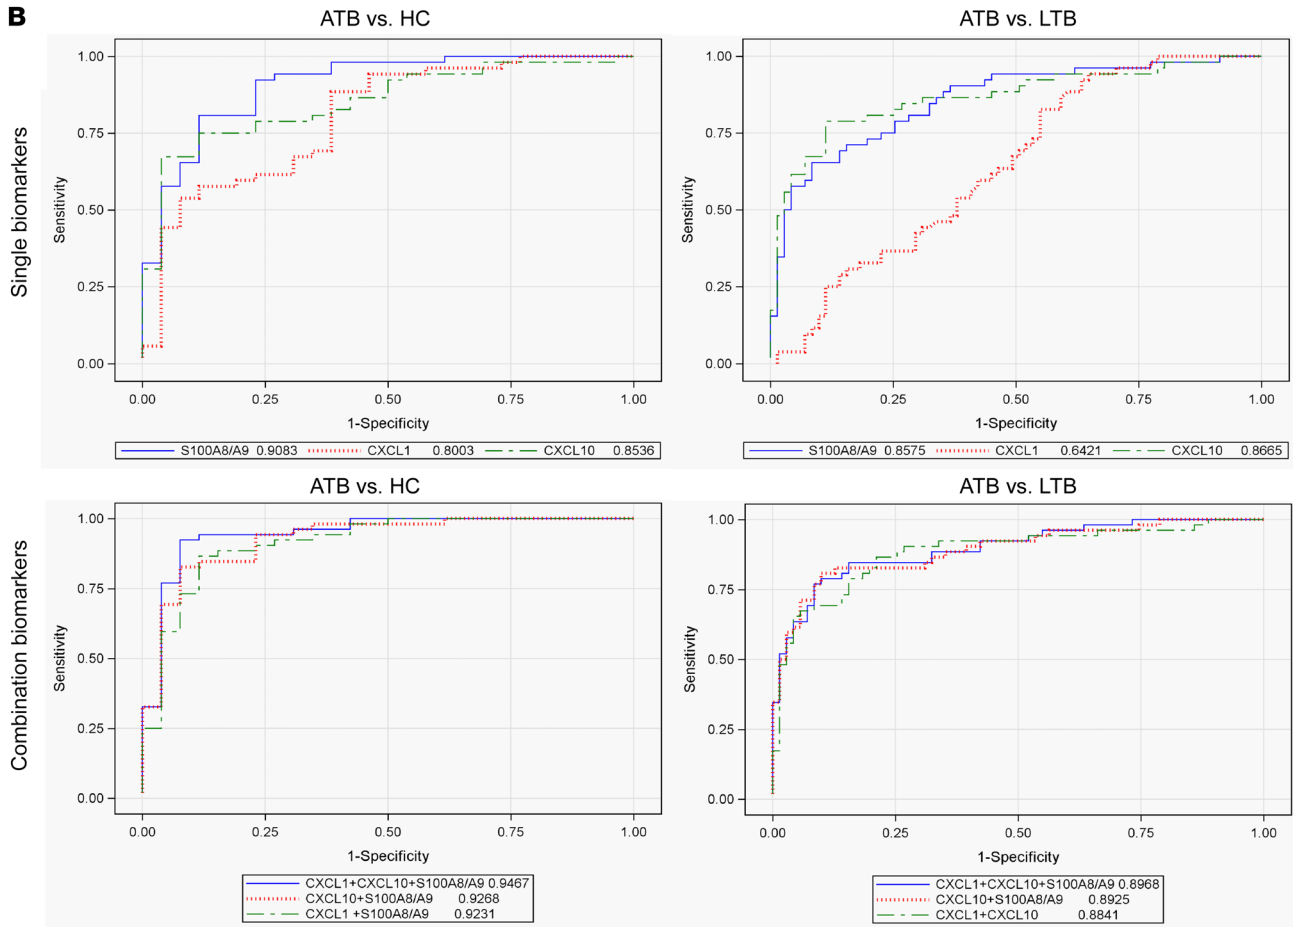 B
ATB vs. HC
ATB vs. LTB
Single biomarkers
Sensitivity
1.00
0.75
0.50
0.25
0.00
0.00 0.25 0.50 0.75 1.00
1-Specificity
S100A8/A9 0.9083 CXCL1 0.8003 CXCL10 0.8536
Sensitivity
1.00
0.75
0.50
0.25
0.00
0.00 0.25 0.50 0.75 1.00
1-Specificity
S100A8/A9 0.8575 CXCL1 0.6421 CXCL10 0.8665
Combination biomarkers
ATB vs. HC
Sensitivity
1.00
0.75
0.50
0.25
0.00
0.00 0.25 0.50 0.75 1.00
1-Specificity
CXCL1+CXCL10+S100A8/A9 0.9467
CXCL10+S100A8/A9 0.9268
CXCL1 +S100A8/A9 0.9231
ATB vs. LTB
Sensitivity
1.00
0.75
0.50
0.25
0.00
0.00 0.25 0.50 0.75 1.00
1-Specificity
CXCL1+CXCL10+S100A8/A9 0.8968
CXCL10+S100A8/A9 0.8925
CXCL1+CXCL10 0.8841